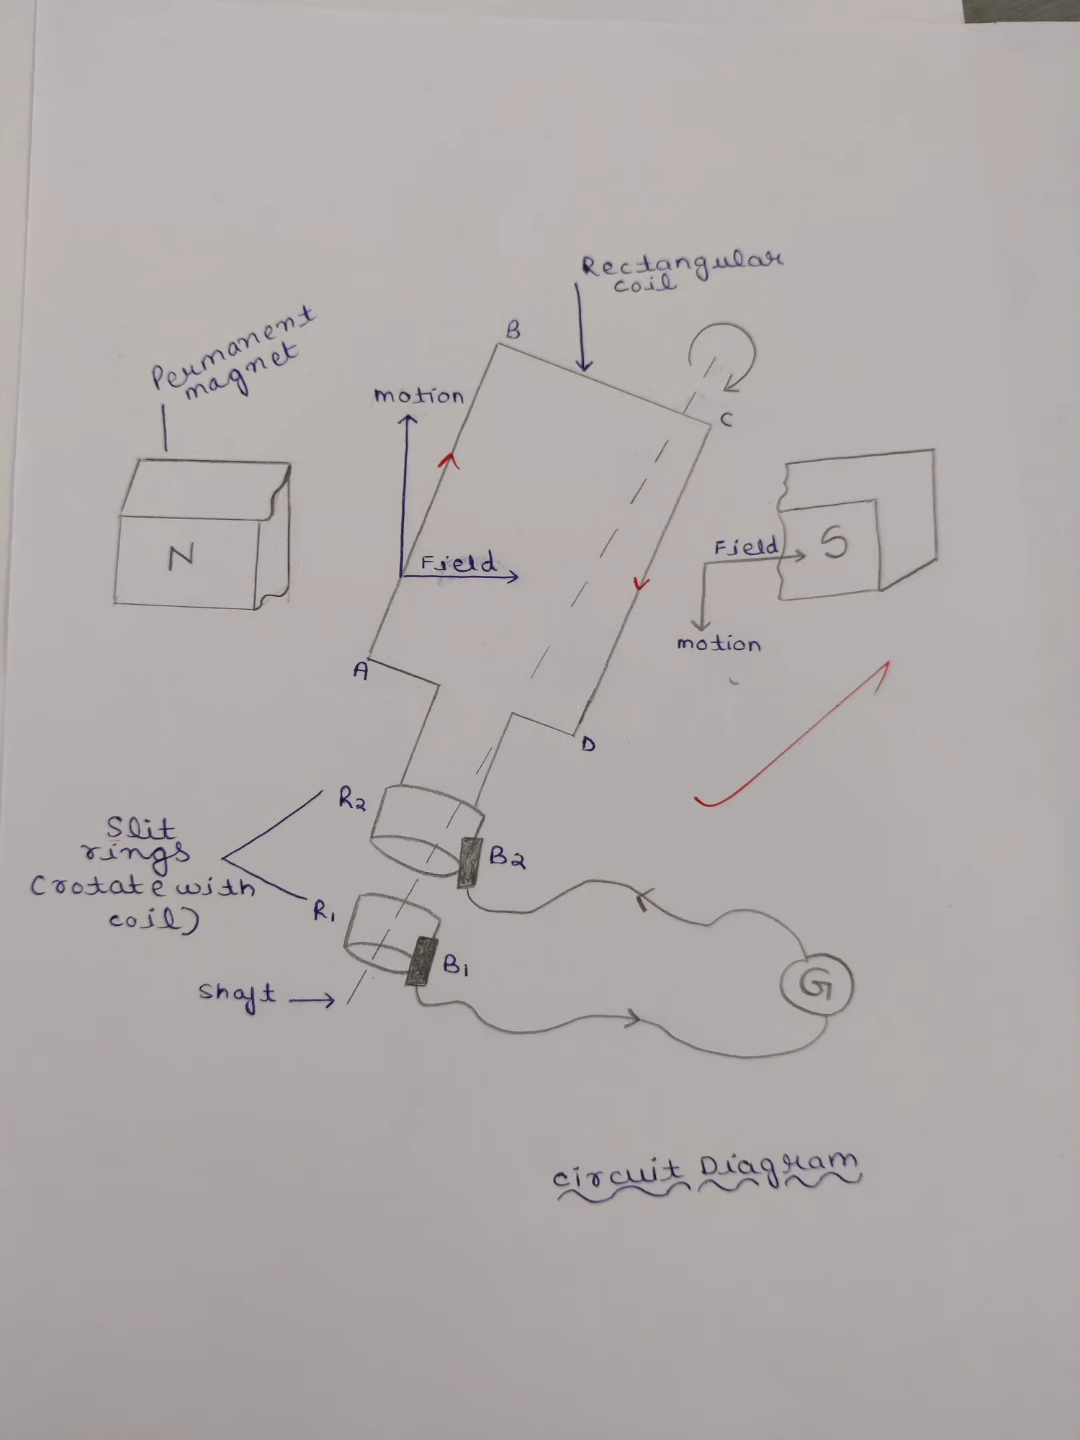 Rectangular
coil
Permanent
magnet
B
motion
C
N
Field
Field
S
motion
A
D
R2
Slit
rings
(rotate with
coil)
B2
R1
B1
Shaft
G
Circuit Diagram